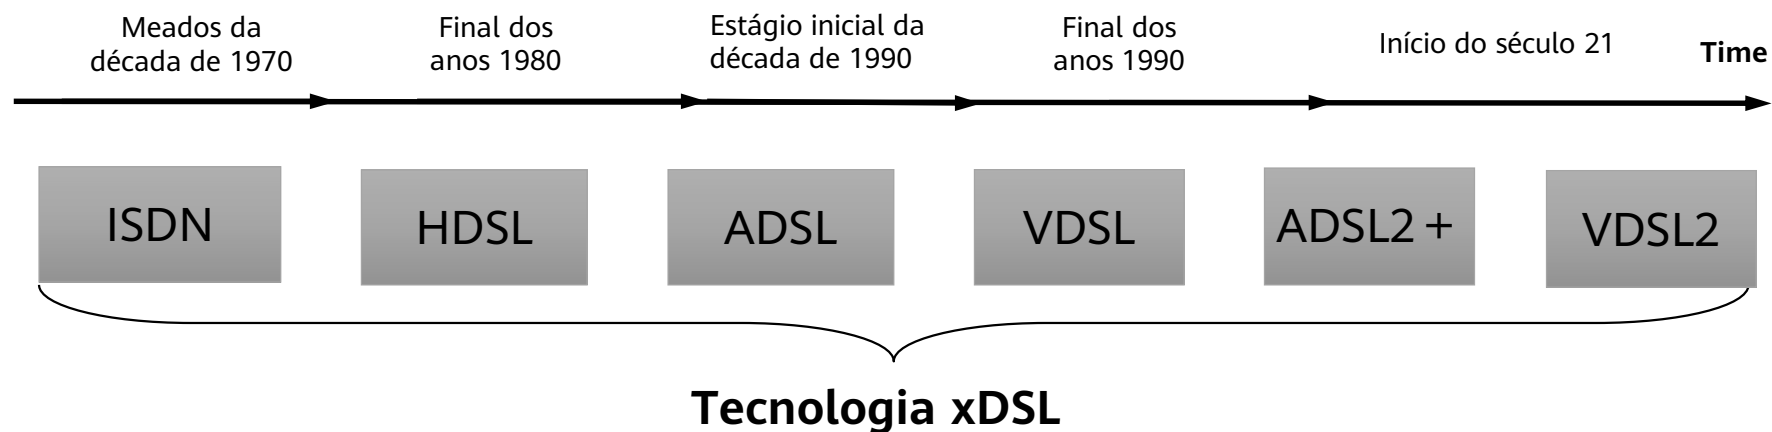 Meados da
década de 1970
Final dos
anos 1980
Estágio inicial da
década de 1990
Final dos
anos 1990
Início do século 21
Time
ISDN
HDSL
ADSL
VDSL
ADSL2 +
VDSL2
Tecnologia xDSL